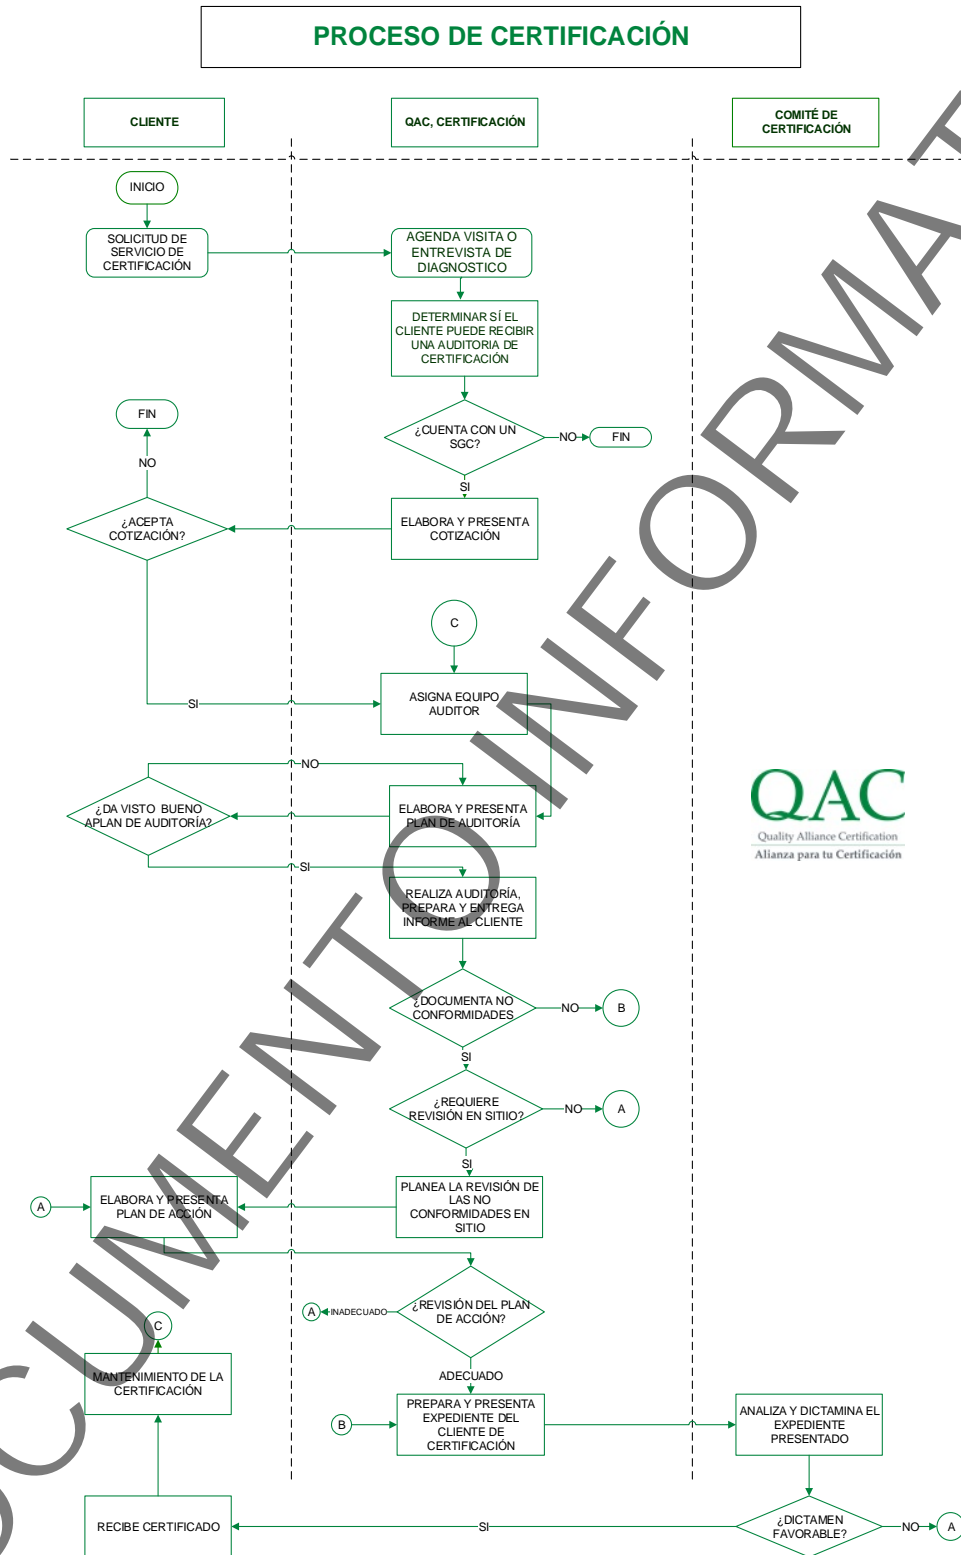 PROCESO DE CERTIFICACIÓN
CLIENTE
QAC, CERTIFICACIÓN
COMITÉ DE
CERTIFICACIÓN
INICIO
SOLICITUD DE
SERVICIO DE
CERTIFICACIÓN
AGENDA VISITA O
ENTREVISTA DE
DIAGNOSTICO
DETERMINAR SÍ EL
CLIENTE PUEDE RECIBIR
UNA AUDITORIA DE
CERTIFICACIÓN
FIN
¿CUENTA CON UN
SGC?
NO
FIN
NO
SI
¿ACEPTA
COTIZACIÓN?
ELABORA Y PRESENTA
COTIZACIÓN
C
SI
ASIGNA EQUIPO
AUDITOR
NO
¿DA VISTO BUENO
APLAN DE AUDITORÍA?
ELABORA Y PRESENTA
PLAN DE AUDITORÍA
QAC
Quality Alliance Certification
Alianza para tu Certificación
SI
REALIZA AUDITORÍA,
PREPARA Y ENTREGA
INFORME AL CLIENTE
¿DOCUMENTA NO
CONFORMIDADES
NO
B
SI
¿REQUIERE
REVISIÓN EN SITIIO?
NO
A
SI
A
ELABORA Y PRESENTA
PLAN DE ACCIÓN
PLANEA LA REVISIÓN DE
LAS NO
CONFORMIDADES EN
SITIO
A
INADECUADO
¿REVISIÓN DEL PLAN
DE ACCIÓN?
C
ADECUADO
MANTENIMIENTO DE LA
CERTIFICACIÓN
B
PREPARA Y PRESENTA
EXPEDIENTE DEL
CLIENTE DE
CERTIFICACIÓN
ANALIZA Y DICTAMINA EL
EXPEDIENTE
PRESENTADO
RECIBE CERTIFICADO
SI
¿DICTAMEN
FAVORABLE?
NO
A
DOCUMENTO INFORMAT